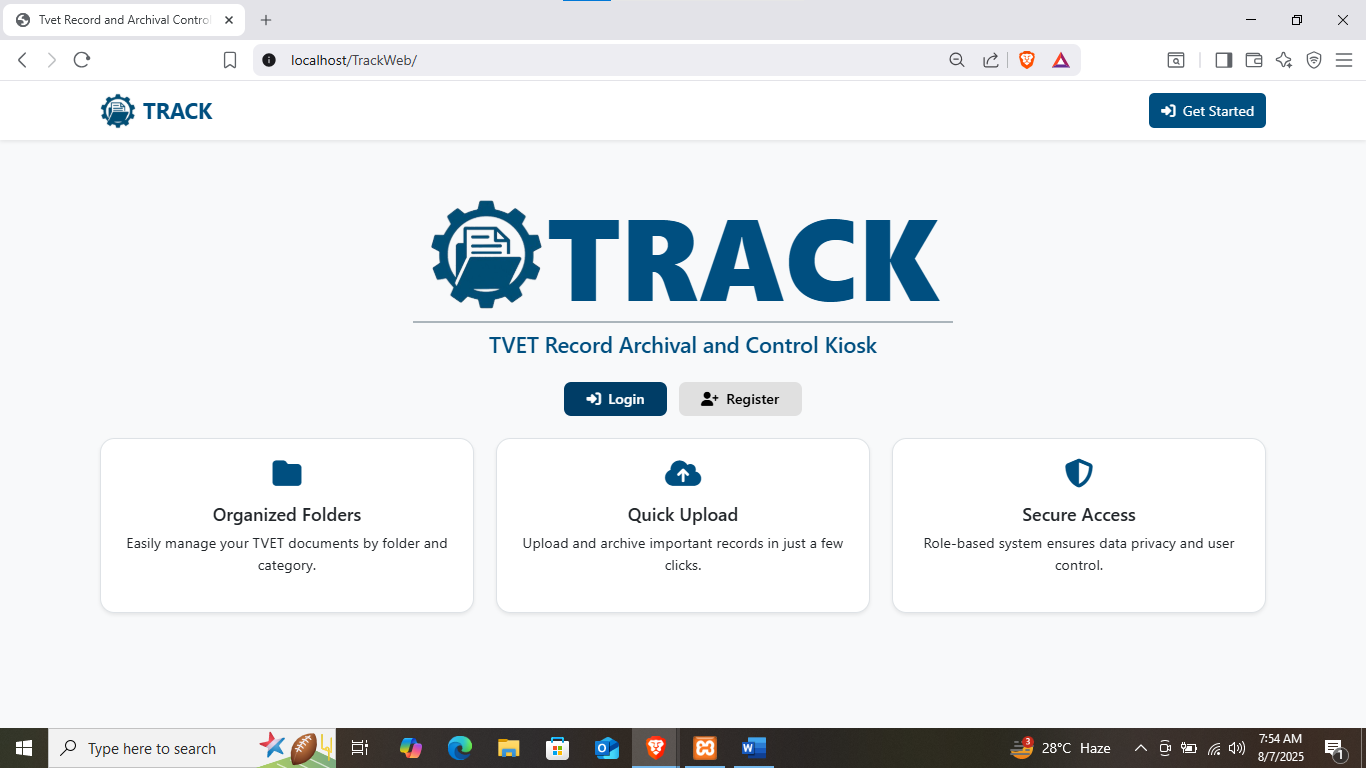 Tvet Record and Archival Control
localhost/TrackWeb/
TRACK
Get Started
TRACK
TVET Record Archival and Control Kiosk
Login
Register
Organized Folders
Easily manage your TVET documents by folder and
category.
Quick Upload
Upload and archive important records in just a few
clicks.
Secure Access
Role-based system ensures data privacy and user
control.
Type here to search
3
28°C Haze
7:54 AM
8/7/2025
1